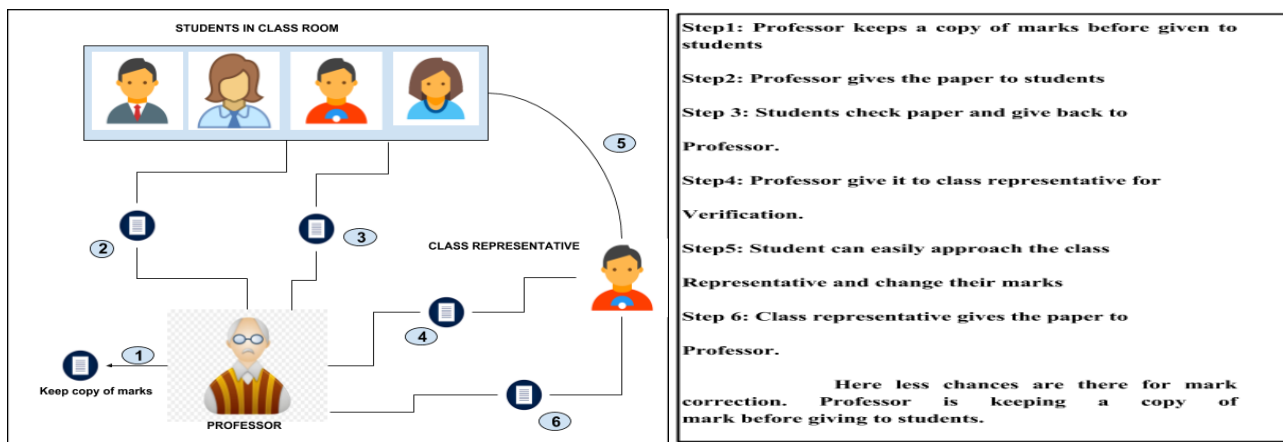 STUDENTS IN CLASS ROOM
5
2
3
CLASS REPRESENTATIVE
4
1
Keep copy of marks
6
PROFESSOR
Step1: Professor keeps a copy of marks before given to
students
Step2: Professor gives the paper to students
Step 3: Students check paper and give back to
Professor.
Step4: Professor give it to class representative for
Verification.
Step5: Student can easily approach the class
Representative and change their marks
Step 6: Class representative gives the paper to
Professor.
Here less chances are there for mark
correction. Professor is keeping a copy of
mark before giving to students.